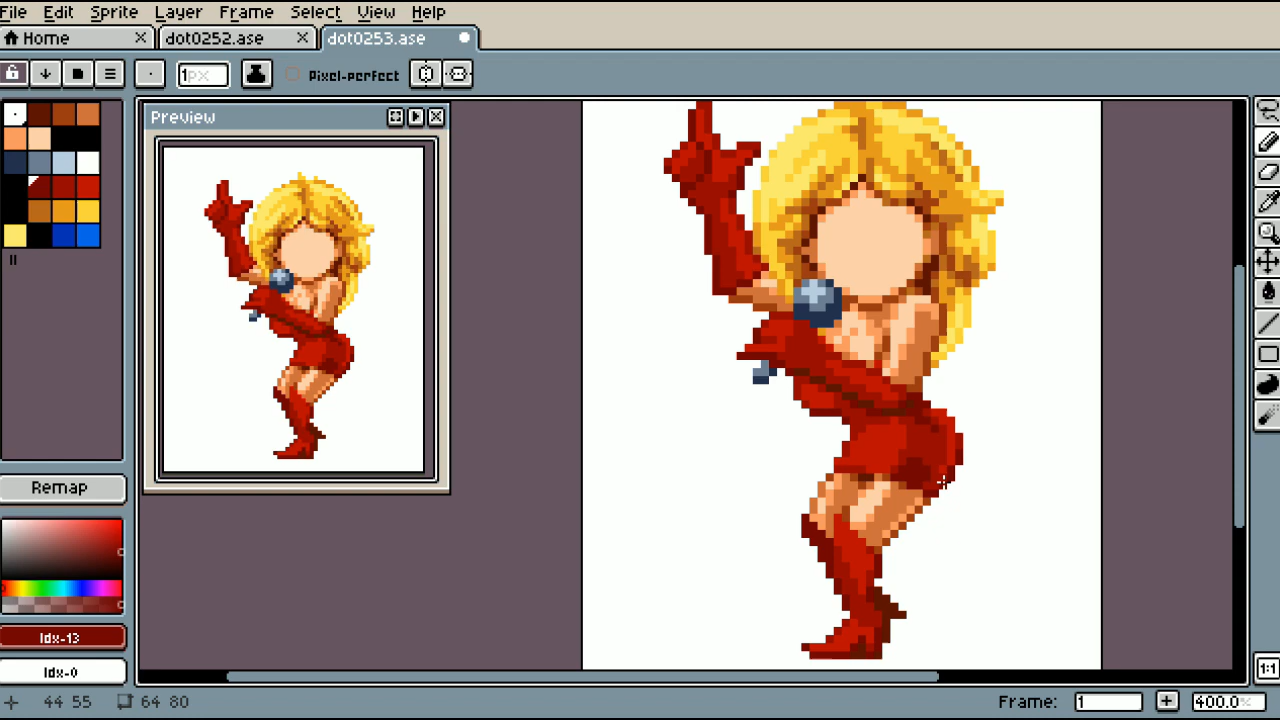 File Edit Sprite Layer Frame Select View Help
Home dot0252.ase dot0253.ase
1px Pixel-perfect
Preview
Remap
Idx-13
Idx-0
44 55 64 80 Frame: 1 400.0%
1:1